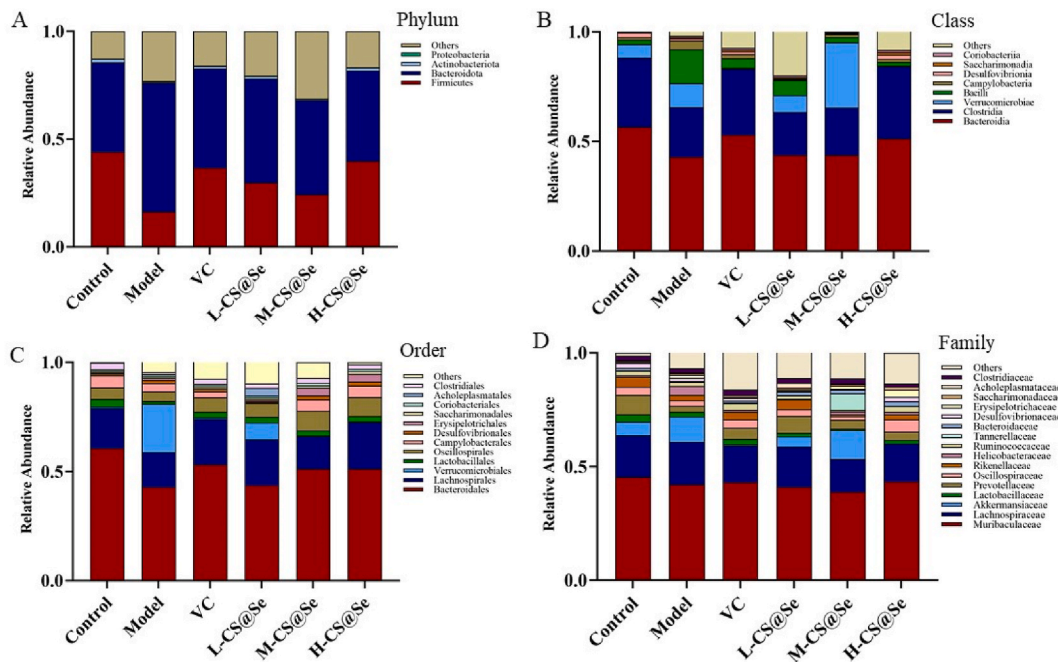 A
Phylum
1.0
0.5
0.0
Relative Abundance
Others
Proteobacteria
Actinobacteriota
Bacteroidota
Firmicutes
Control
Model
VC
L-CS@Se
M-CS@Se
H-CS@Se
B
Class
1.0
0.5
0.0
Relative Abundance
Others
Coriobacteriia
Saccharimonadia
Desulfovibrionia
Campylobacteria
Bacilli
Verrucomicrobiae
Clostridia
Bacteroidia
Control
Model
VC
L-CS@Se
M-CS@Se
H-CS@Se
C
Order
1.0
0.5
0.0
Relative Abundance
Others
Clostridiales
Acholeplasmatales
Coriobacteriales
Saccharimonadales
Erysipelotrichales
Desulfovibrionales
Campylobacterales
Oscillospirales
Lactobacillales
Verrucomicrobiales
Lachnospirales
Bacteroidales
Control
Model
VC
L-CS@Se
M-CS@Se
H-CS@Se
D
Family
1.0
0.5
0.0
Relative Abundance
Others
Clostridiaceae
Acholeplasmataceae
Saccharimonadacea
Erysipelotrichaceae
Desulfovibrionaceae
Bacteroidaceae
Tannerellaceae
Ruminococcaceae
Helicobacteraceae
Rikenellaceae
Oscillospiraceae
Prevotellaceae
Lactobacillaceae
Akkermansiaceae
Lachnospiraceae
Muribaculaceae
Control
Model
VC
L-CS@Se
M-CS@Se
H-CS@Se